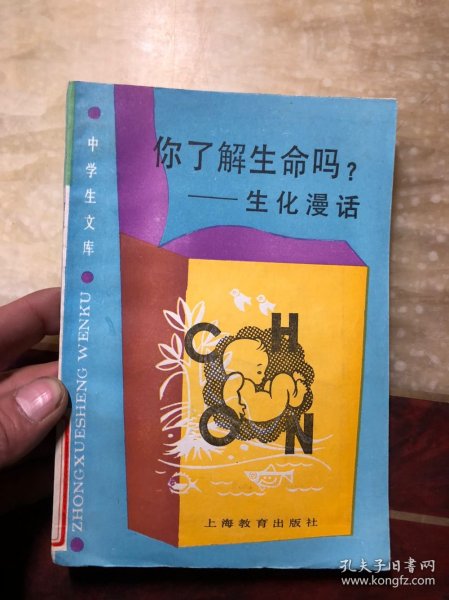 你了解生命吗?
——生化漫话
中学生文库
ZHONGXUESHENG WENKU
C H
O N
上海教育出版社
孔夫子旧书网
www.kongfz.com